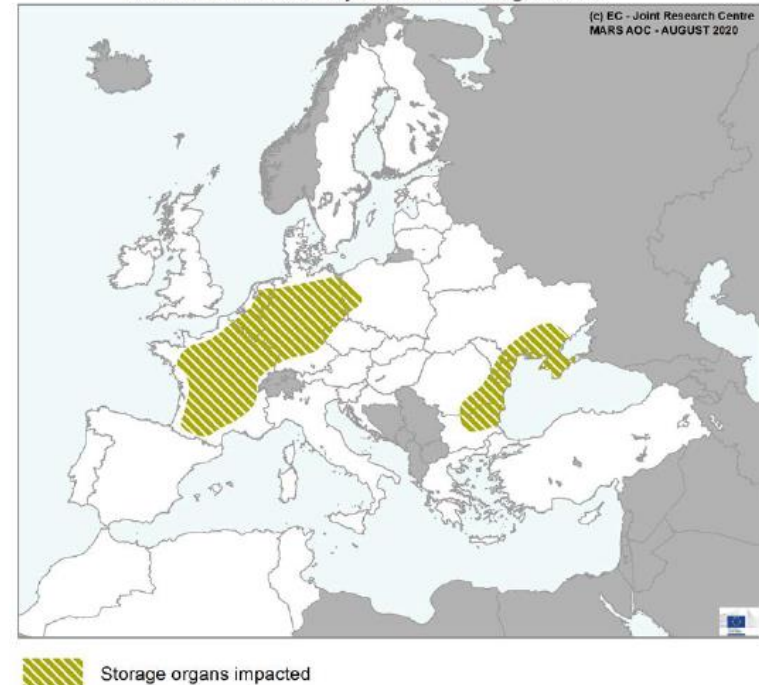 (c) EC - Joint Research Centre
MARS AOC - AUGUST 2020
Storage organs impacted